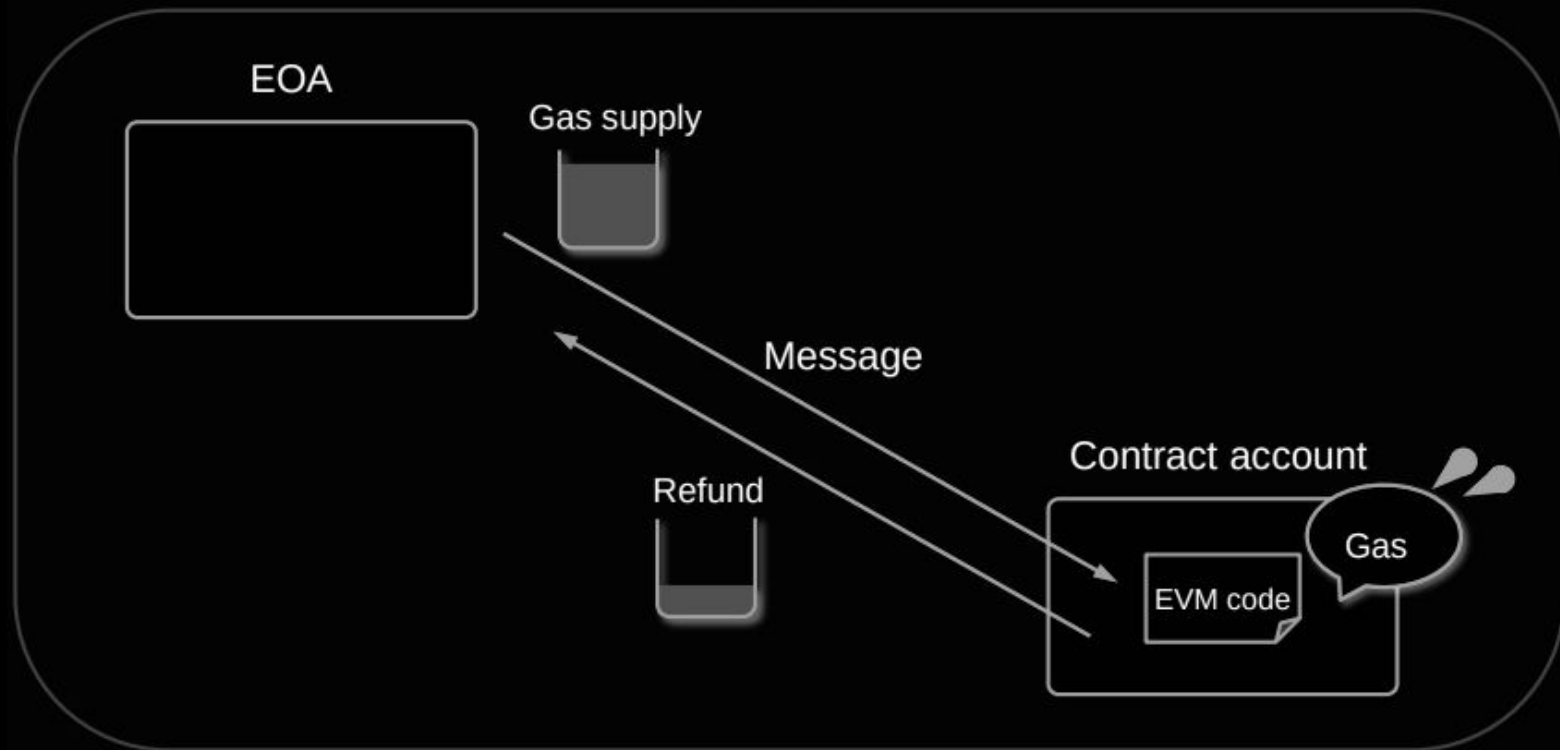 EOA
Gas supply
Message
Contract account
Refund
Gas
EVM code